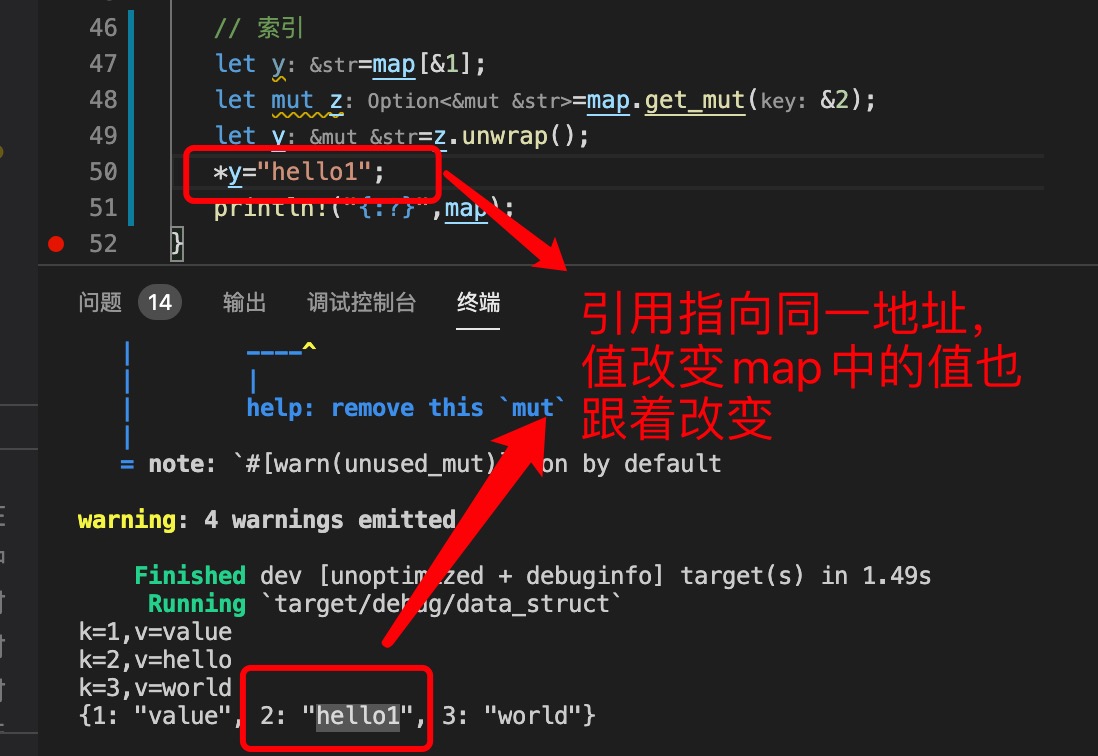 46 // 索引
47 let y: &str=map[&1];
48 let mut z: Option<&mut &str>=map.get_mut(key: &2);
49 let y: &mut &str=z.unwrap();
50 *y="hello1";
51 println!("{:?}",map);
52 }
问题 14 输出 调试控制台 终端
引用指向同一地址,
值改变map中的值也
跟着改变
| ----^
| |
| help: remove this `mut`
|
= note: `#[warn(unused_mut)] on by default
warning: 4 warnings emitted
Finished dev [unoptimized + debuginfo] target(s) in 1.49s
Running `target/debug/data_struct`
k=1,v=value
k=2,v=hello
k=3,v=world
{1: "value", 2: "hello1", 3: "world"}